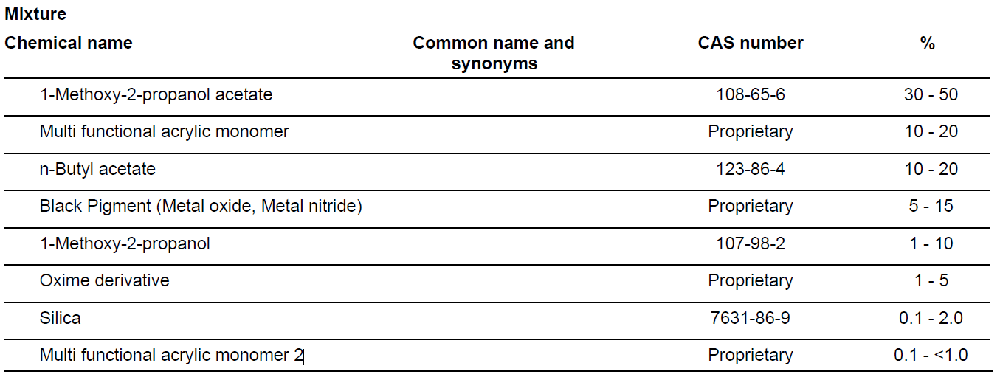 Mixture
Chemical name Common name and synonyms CAS number %
1-Methoxy-2-propanol acetate 108-65-6 30 - 50
Multi functional acrylic monomer Proprietary 10 - 20
n-Butyl acetate 123-86-4 10 - 20
Black Pigment (Metal oxide, Metal nitride) Proprietary 5 - 15
1-Methoxy-2-propanol 107-98-2 1 - 10
Oxime derivative Proprietary 1 - 5
Silica 7631-86-9 0.1 - 2.0
Multi functional acrylic monomer 2 Proprietary 0.1 - <1.0